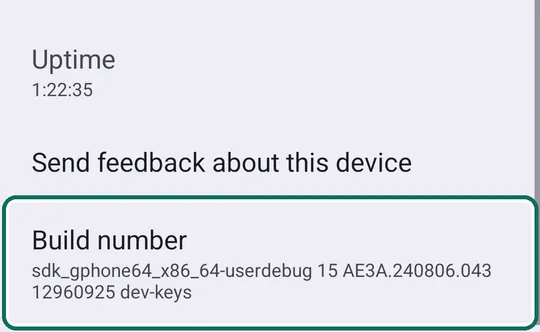 Uptime
1:22:35
Send feedback about this device
Build number
sdk_gphone64_x86_64-userdebug 15 AE3A.240806.043
12960925 dev-keys